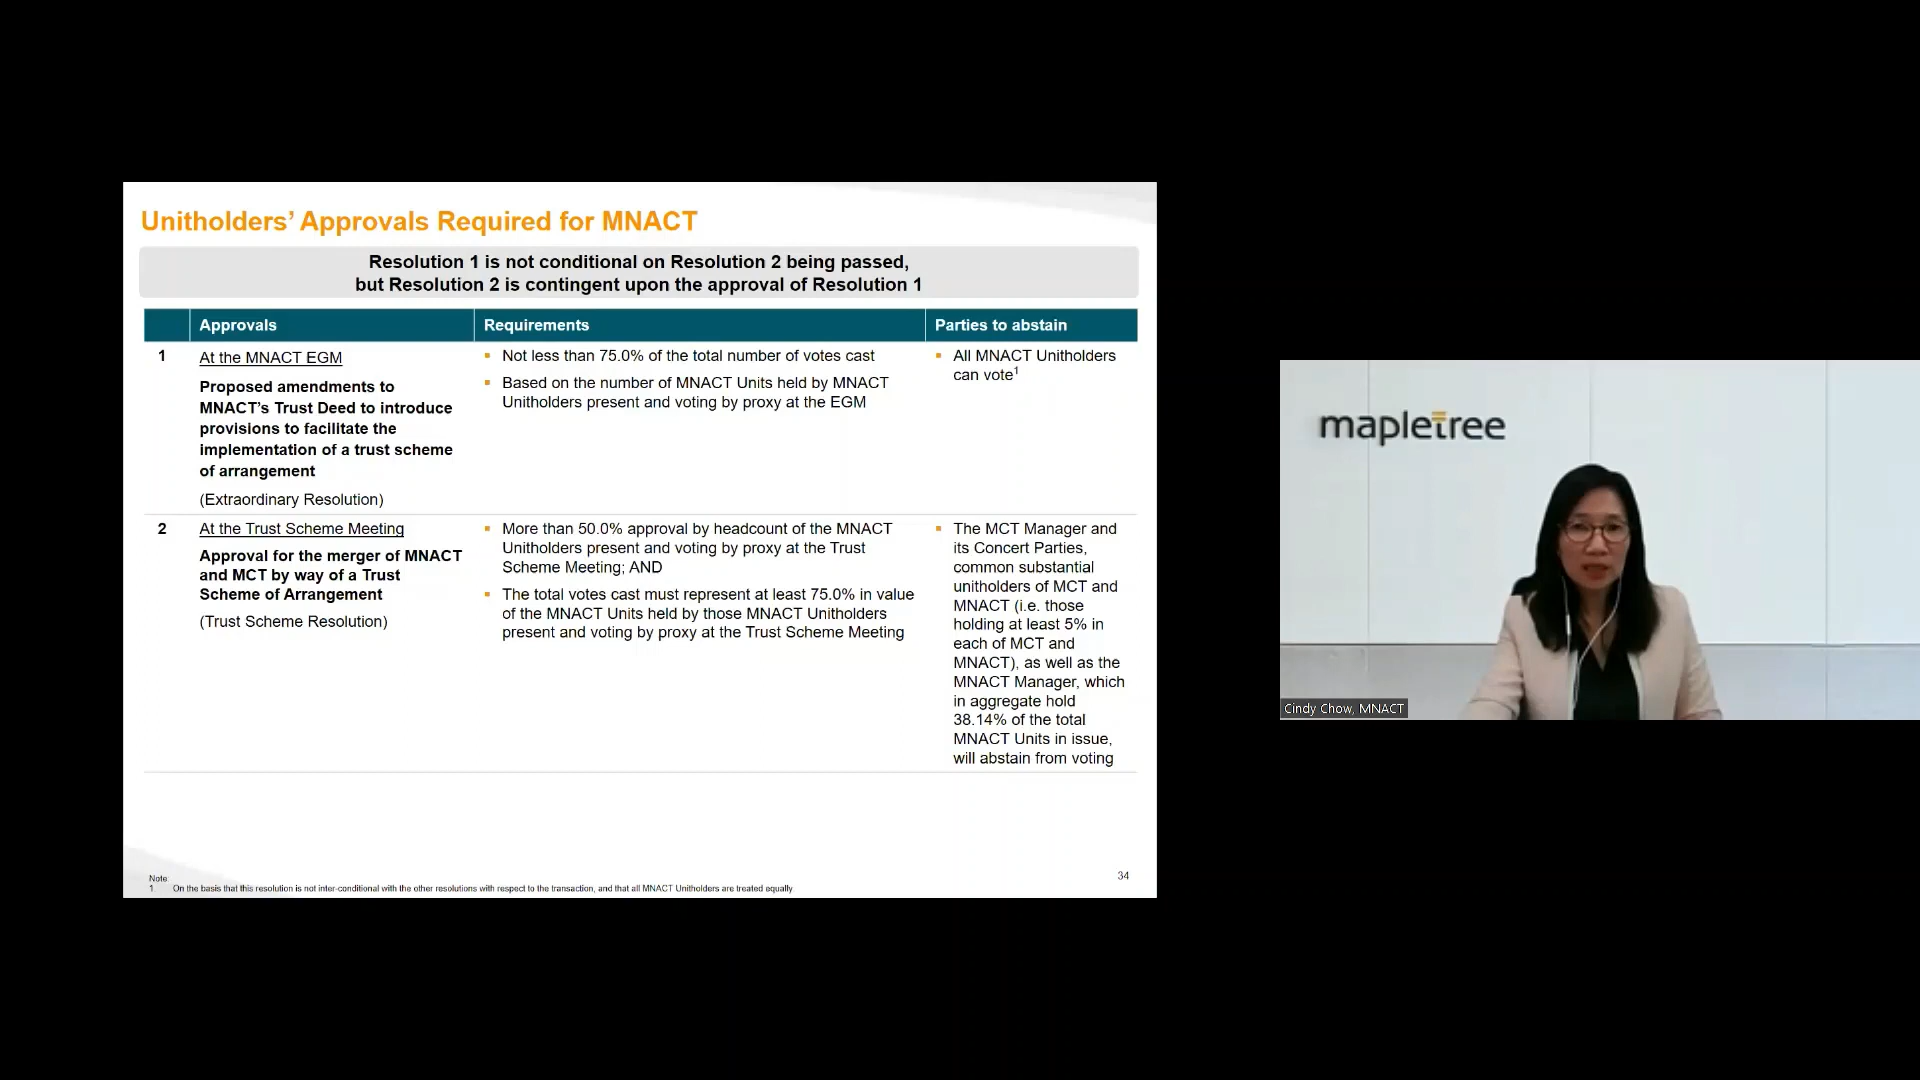 Unitholders’ Approvals Required for MNACT
Resolution 1 is not conditional on Resolution 2 being passed,
but Resolution 2 is contingent upon the approval of Resolution 1
Approvals
Requirements
Parties to abstain
1
At the MNACT EGM
Proposed amendments to
MNACT’s Trust Deed to introduce
provisions to facilitate the
implementation of a trust scheme
of arrangement
(Extraordinary Resolution)
▪ Not less than 75.0% of the total number of votes cast
▪ Based on the number of MNACT Units held by MNACT
Unitholders present and voting by proxy at the EGM
▪ All MNACT Unitholders
can vote1
2
At the Trust Scheme Meeting
Approval for the merger of MNACT
and MCT by way of a Trust
Scheme of Arrangement
(Trust Scheme Resolution)
▪ More than 50.0% approval by headcount of the MNACT
Unitholders present and voting by proxy at the Trust
Scheme Meeting; AND
▪ The total votes cast must represent at least 75.0% in value
of the MNACT Units held by those MNACT Unitholders
present and voting by proxy at the Trust Scheme Meeting
▪ The MCT Manager and
its Concert Parties,
common substantial
unitholders of MCT and
MNACT (i.e. those
holding at least 5% in
each of MCT and
MNACT), as well as the
MNACT Manager, which
in aggregate hold
38.14% of the total
MNACT Units in issue,
will abstain from voting
Note:
1. On the basis that this resolution is not inter-conditional with the other resolutions with respect to the transaction, and that all MNACT Unitholders are treated equally
34
mapletree
Cindy Chow, MNACT